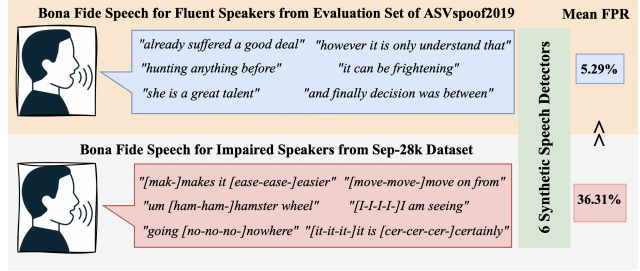 Bona Fide Speech for Fluent Speakers from Evaluation Set of ASVspoof2019
Mean FPR
"already suffered a good deal" "however it is only understand that"
"hunting anything before" "it can be frightening"
"she is a great talent" "and finally decision was between"
5.29%
6 Synthetic Speech Detectors
<<
Bona Fide Speech for Impaired Speakers from Sep-28k Dataset
"[mak-]makes it [ease-ease-]easier" "[move-move-]move on from"
"um [ham-ham-]hamster wheel" "[I-I-I-I-]I am seeing"
"going [no-no-no-]nowhere" "[it-it-it-]it is [cer-cer-cer-]certainly"
36.31%